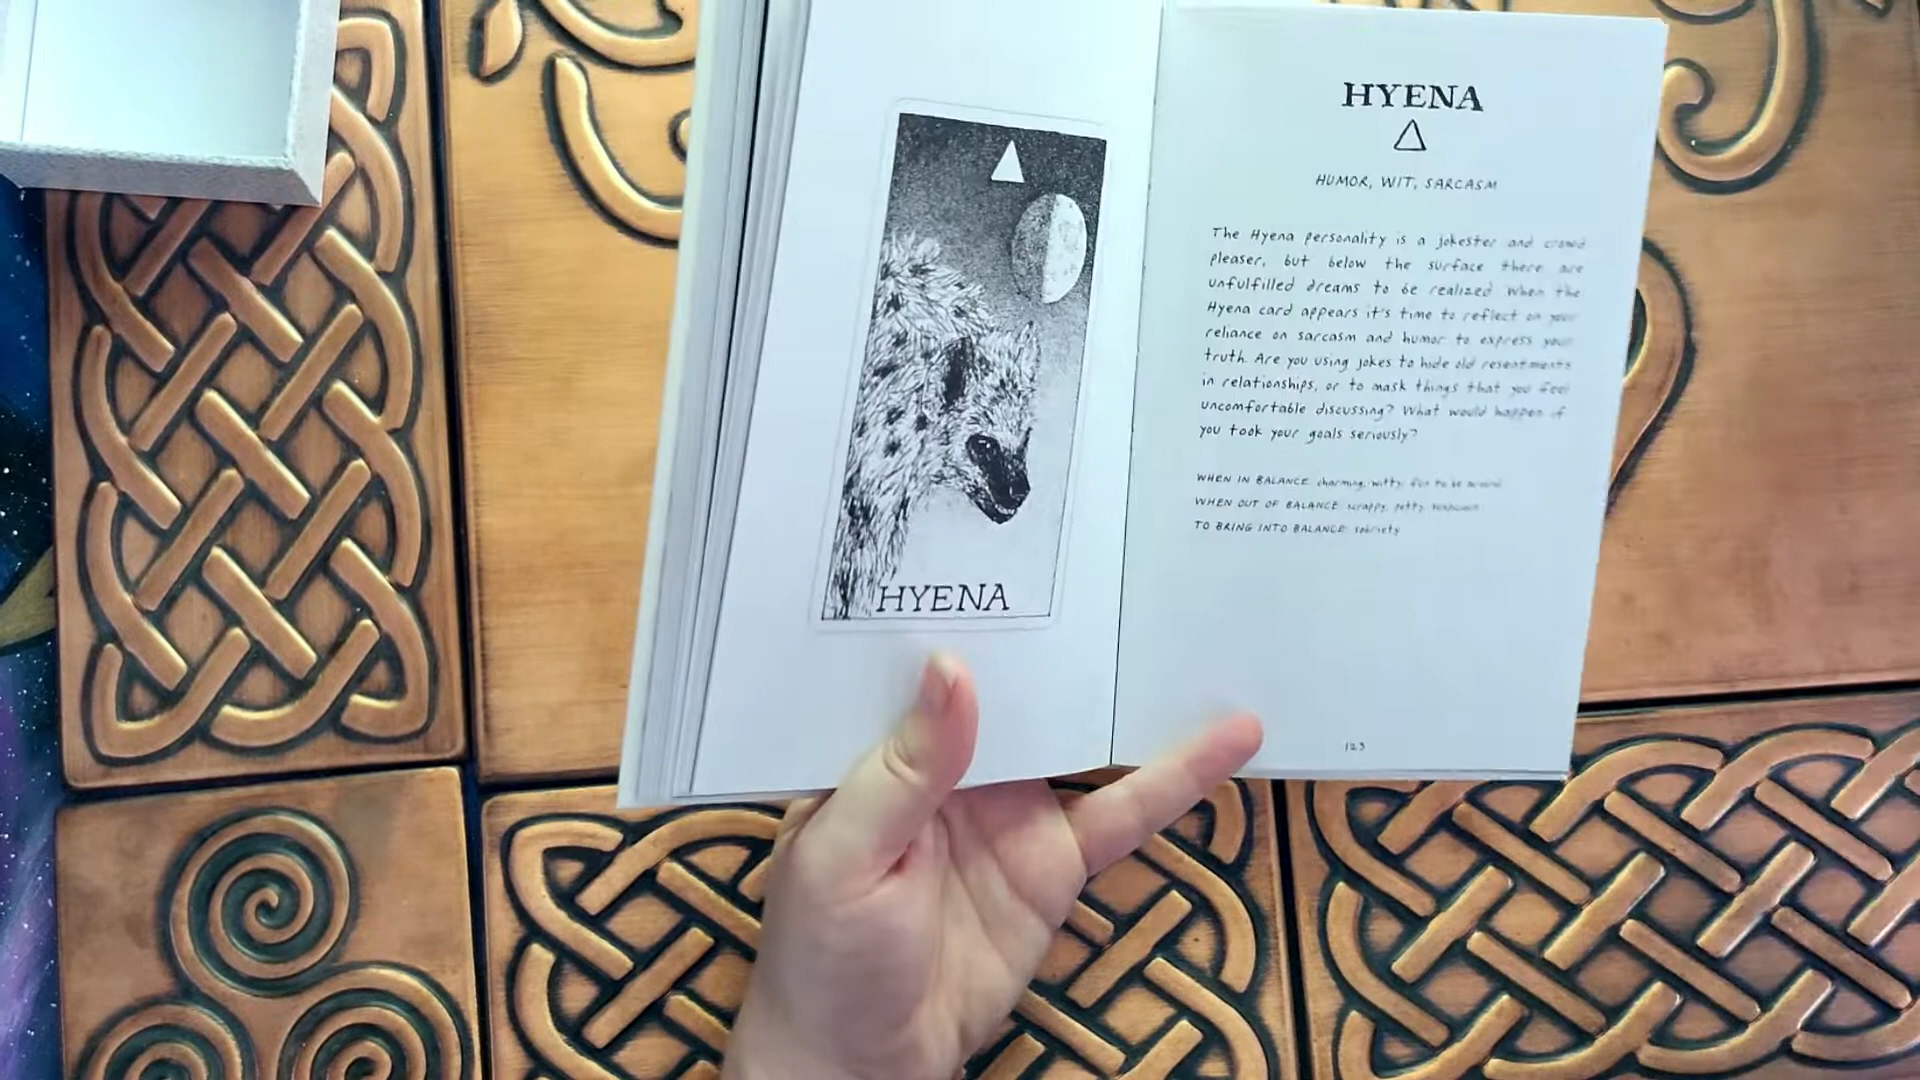 HYENA
HYENA
HUMOR, WIT, SARCASM
The Hyena personality is a jokester and crowd
pleaser, but below the surface there are
unfulfilled dreams to be realized. When the
Hyena card appears it's time to reflect on your
reliance on sarcasm and humor to express your
truth. Are you using jokes to hide old resentments
in relationships, or to mask things that you feel
uncomfortable discussing? What would happen if
you took your goals seriously?
WHEN IN BALANCE: charming, witty, fun to be around
WHEN OUT OF BALANCE: scrappy, petty,
TO BRING INTO BALANCE: sobriety
123